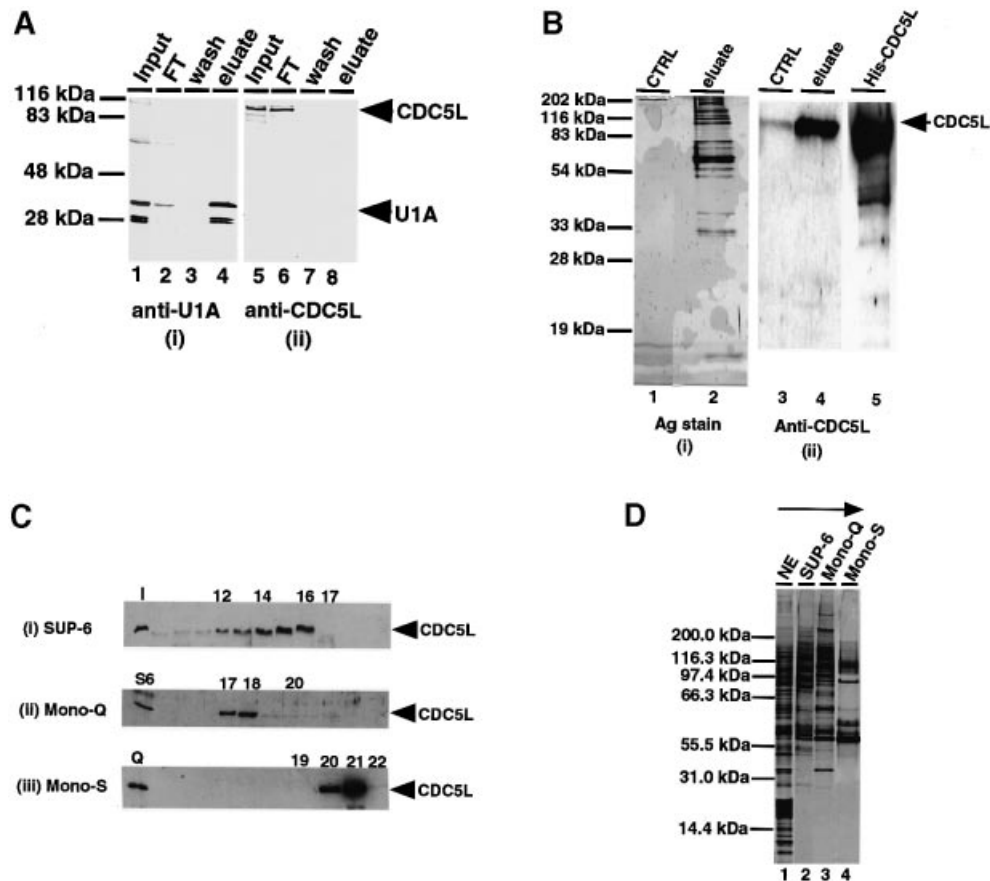 A
Input FT wash eluate Input FT wash eluate
116 kDa
83 kDa
48 kDa
28 kDa
CDC5L
U1A
1 2 3 4 5 6 7 8
anti-U1A anti-CDC5L
(i) (ii)
B
CTRL eluate CTRL eluate His-CDC5L
202 kDa
116 kDa
83 kDa
54 kDa
33 kDa
28 kDa
19 kDa
CDC5L
1 2 3 4 5
Ag stain Anti-CDC5L
(i) (ii)
C
I 12 14 16 17
(i) SUP-6 CDC5L
S6 17 18 20
(ii) Mono-Q CDC5L
Q 19 20 21 22
(iii) Mono-S CDC5L
D
NE SUP-6 Mono-Q Mono-S
200.0 kDa
116.3 kDa
97.4 kDa
66.3 kDa
55.5 kDa
31.0 kDa
14.4 kDa
1 2 3 4